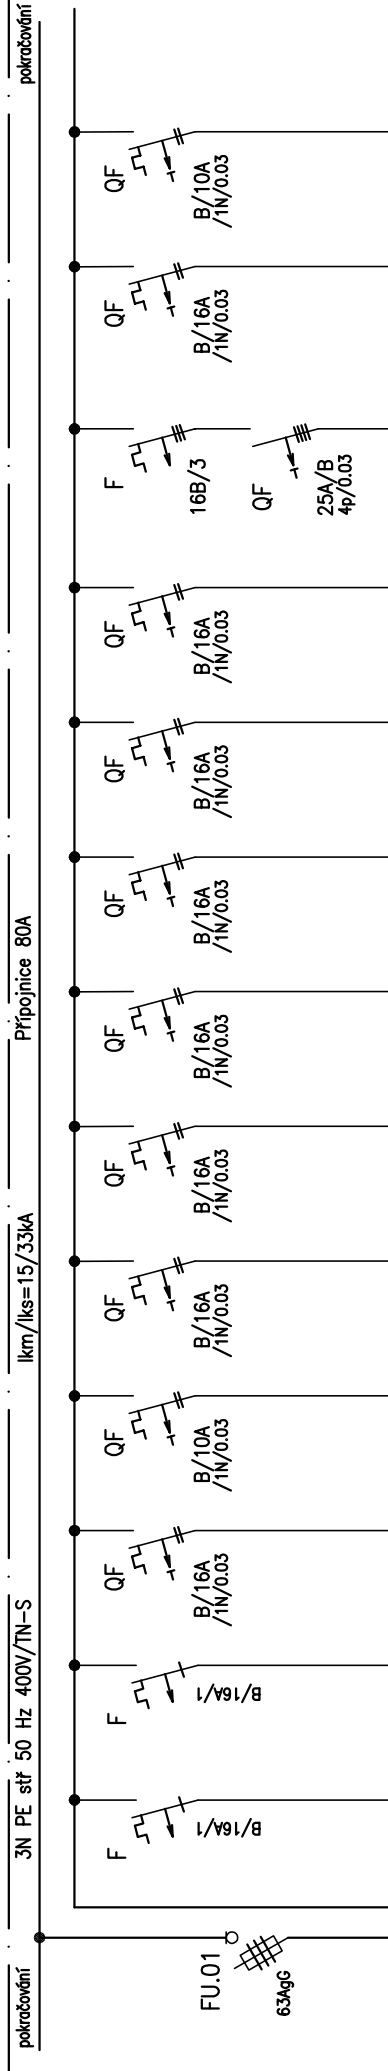 pokračování
3N PE stř 50 Hz 400V/TN-S
Ikm/Iks=15/33kA
Přípojnice 80A
pokračování
FU.01
63AgG
F
B/16A/1
F
B/16A/1
QF
B/16A
/1N/0.03
QF
B/10A
/1N/0.03
QF
B/16A
/1N/0.03
QF
B/16A
/1N/0.03
QF
B/16A
/1N/0.03
QF
B/16A
/1N/0.03
QF
B/16A
/1N/0.03
QF
B/16A
/1N/0.03
F
16B/3
QF
25A/B
4p/0.03
QF
B/16A
/1N/0.03
QF
B/10A
/1N/0.03